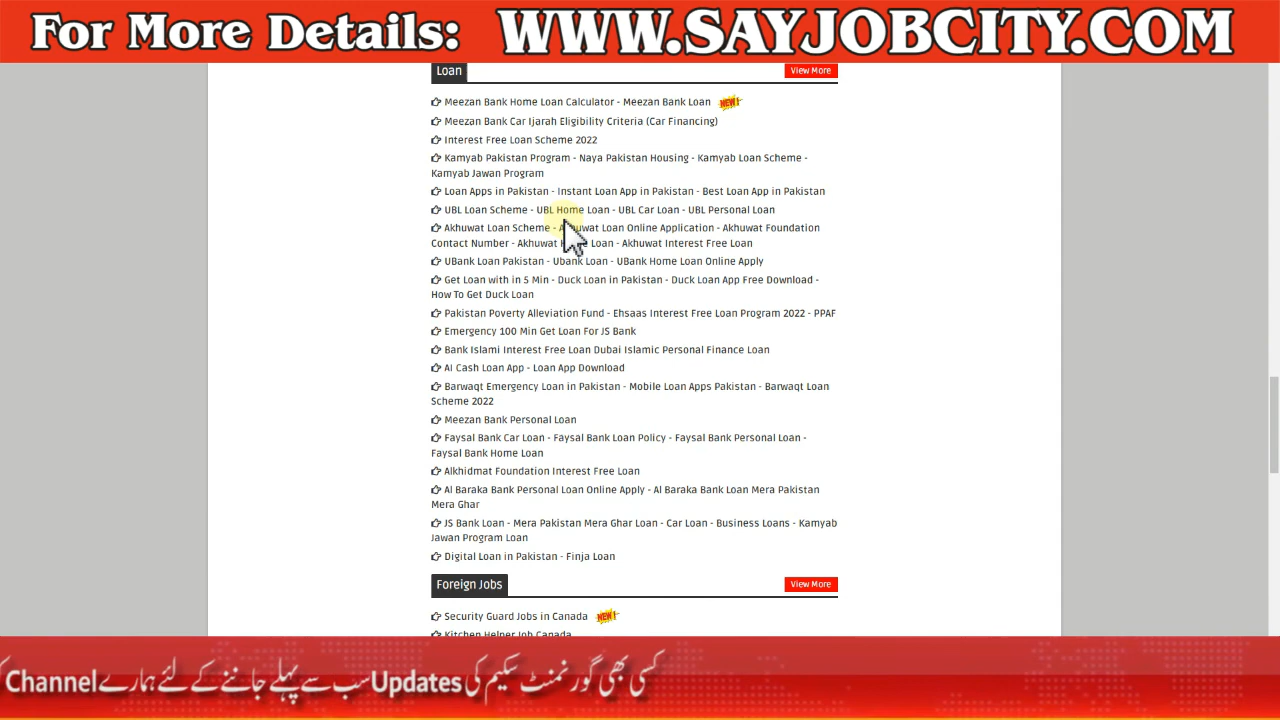 For More Details: WWW.SAYJOBCITY.COM
Loan
View More
Meezan Bank Home Loan Calculator - Meezan Bank Loan NEW!
Meezan Bank Car Ijarah Eligibility Criteria (Car Financing)
Interest Free Loan Scheme 2022
Kamyab Pakistan Program - Naya Pakistan Housing - Kamyab Loan Scheme -
Kamyab Jawan Program
Loan Apps in Pakistan - Instant Loan App in Pakistan - Best Loan App in Pakistan
UBL Loan Scheme - UBL Home Loan - UBL Car Loan - UBL Personal Loan
Akhuwat Loan Scheme - Akhuwat Loan Online Application - Akhuwat Foundation
Contact Number - Akhuwat Loan - Akhuwat Interest Free Loan
UBank Loan Pakistan - Ubank Loan - UBank Home Loan Online Apply
Get Loan with in 5 Min - Duck Loan in Pakistan - Duck Loan App Free Download -
How To Get Duck Loan
Pakistan Poverty Alleviation Fund - Ehsaas Interest Free Loan Program 2022 - PPAF
Emergency 100 Min Get Loan For JS Bank
Bank Islami Interest Free Loan Dubai Islamic Personal Finance Loan
AI Cash Loan App - Loan App Download
Barwaqt Emergency Loan in Pakistan - Mobile Loan Apps Pakistan - Barwaqt Loan
Scheme 2022
Meezan Bank Personal Loan
Faysal Bank Car Loan - Faysal Bank Loan Policy - Faysal Bank Personal Loan -
Faysal Bank Home Loan
Alkhidmat Foundation Interest Free Loan
Al Baraka Bank Personal Loan Online Apply - Al Baraka Bank Loan Mera Pakistan
Mera Ghar
JS Bank Loan - Mera Pakistan Mera Ghar Loan - Car Loan - Business Loans - Kamyab
Jawan Program Loan
Digital Loan in Pakistan - Finja Loan
Foreign Jobs
View More
Security Guard Jobs in Canada NEW!
Kitchen Helper Job Canada
کسی بھی گورنمنٹ سکیم کی Updates سب سے پہلے جاننے کے لئے ہمارے Channel